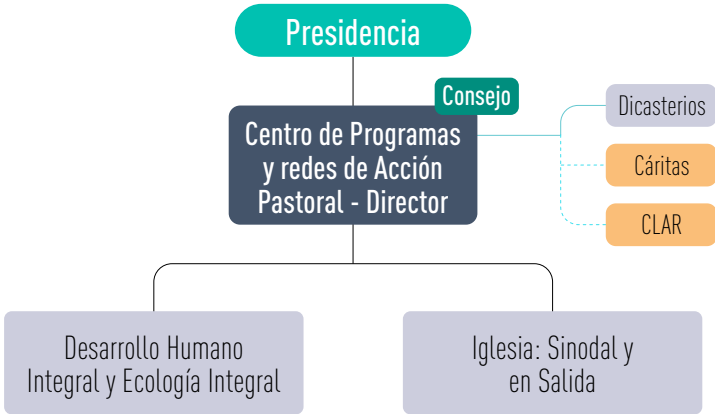 Presidencia
Consejo
Centro de Programas
y redes de Acción
Pastoral - Director
Dicasterios
Cáritas
CLAR
Desarrollo Humano
Integral y Ecología Integral
Iglesia: Sinodal y
en Salida